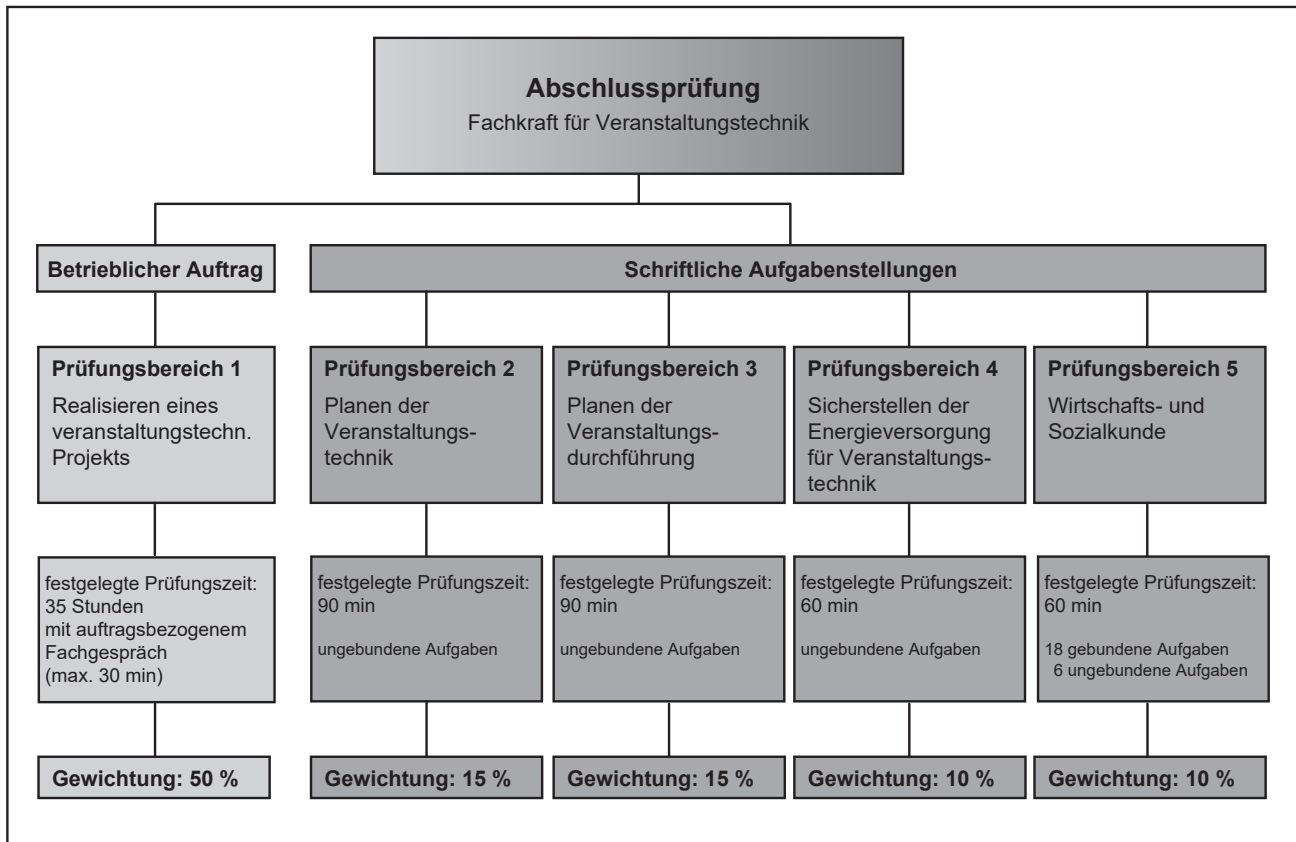 Abschlussprüfung
Fachkraft für Veranstaltungstechnik
Betrieblicher Auftrag
Schriftliche Aufgabenstellungen
Prüfungsbereich 1
Realisieren eines
veranstaltungstechn.
Projekts
Prüfungsbereich 2
Planen der
Veranstaltungs-
technik
Prüfungsbereich 3
Planen der
Veranstaltungs-
durchführung
Prüfungsbereich 4
Sicherstellen der
Energieversorgung
für Veranstaltungs-
technik
Prüfungsbereich 5
Wirtschafts- und
Sozialkunde
festgelegte Prüfungszeit:
35 Stunden
mit auftragsbezogenem
Fachgespräch
(max. 30 min)
festgelegte Prüfungszeit:
90 min
ungebundene Aufgaben
festgelegte Prüfungszeit:
90 min
ungebundene Aufgaben
festgelegte Prüfungszeit:
60 min
ungebundene Aufgaben
festgelegte Prüfungszeit:
60 min
18 gebundene Aufgaben
6 ungebundene Aufgaben
Gewichtung: 50 %
Gewichtung: 15 %
Gewichtung: 15 %
Gewichtung: 10 %
Gewichtung: 10 %